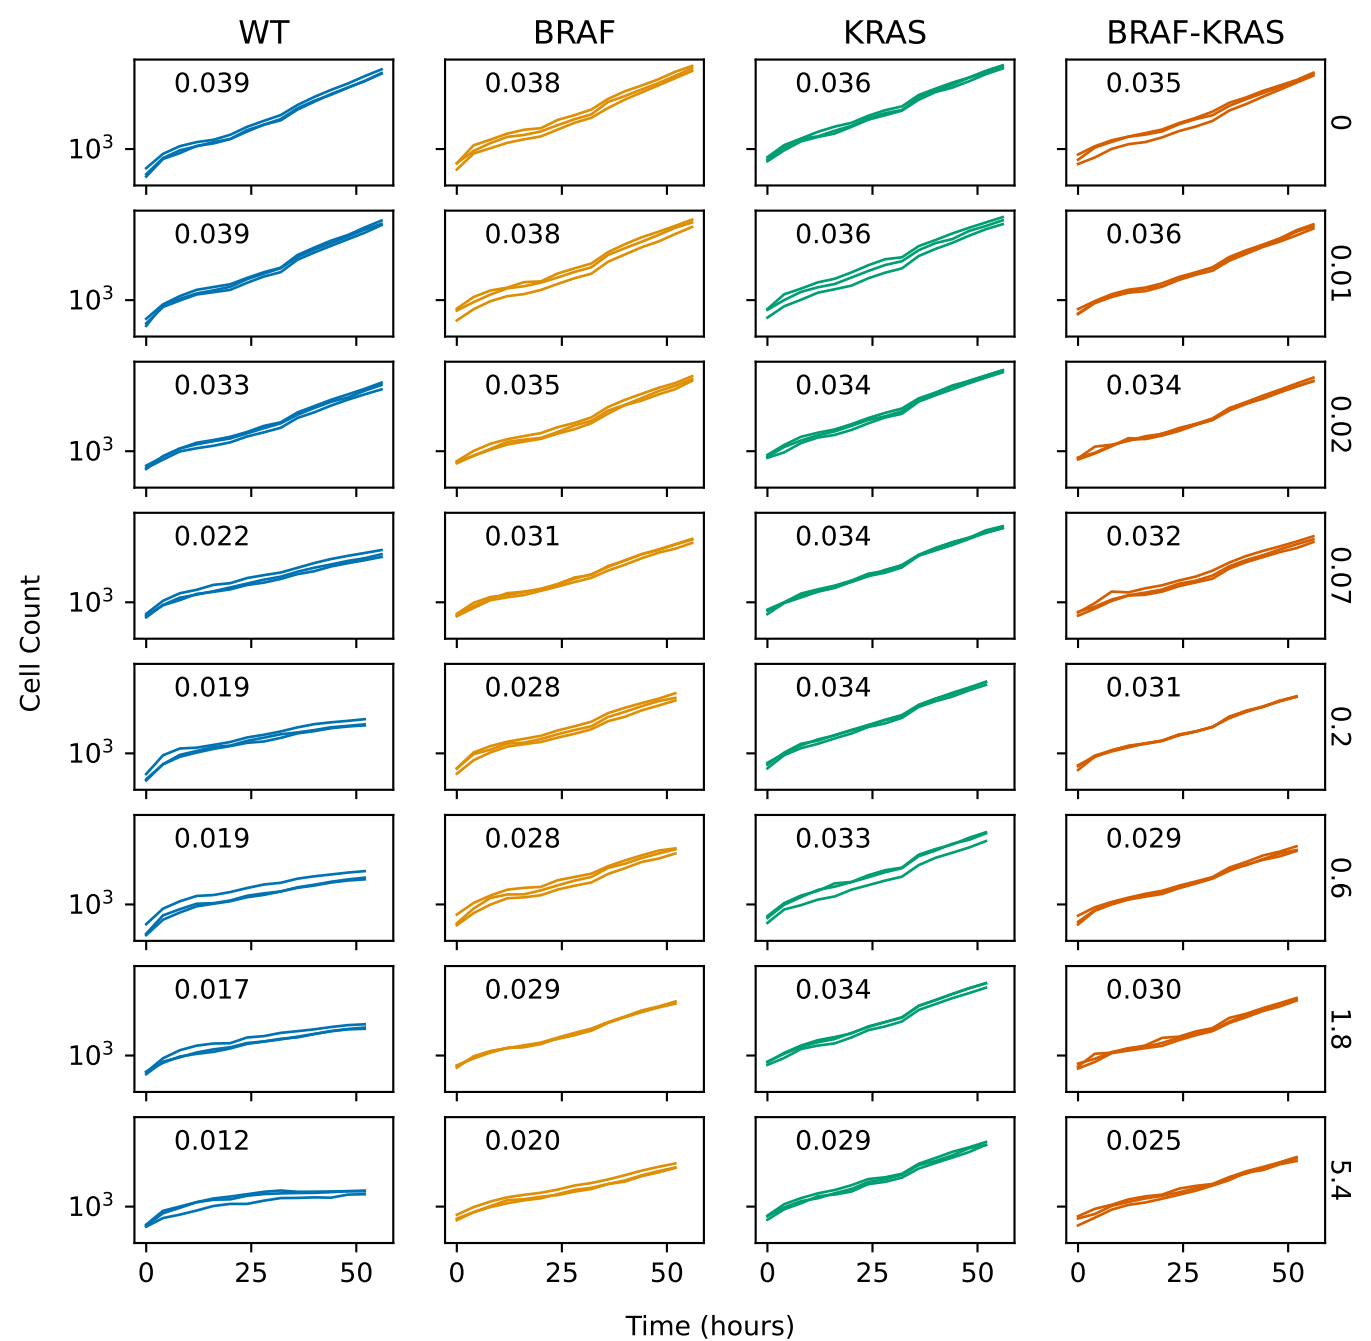 WT BRAF KRAS BRAF-KRAS
0.039 0.038 0.036 0.035 0
10³
0.039 0.038 0.036 0.036 0.01
10³
0.033 0.035 0.034 0.034 0.02
10³
0.022 0.031 0.034 0.032 0.07
10³
Cell Count
0.019 0.028 0.034 0.031 0.2
10³
0.019 0.028 0.033 0.029 0.6
10³
0.017 0.029 0.034 0.030 1.8
10³
0.012 0.020 0.029 0.025 5.4
10³
0 25 50 0 25 50 0 25 50 0 25 50
Time (hours)